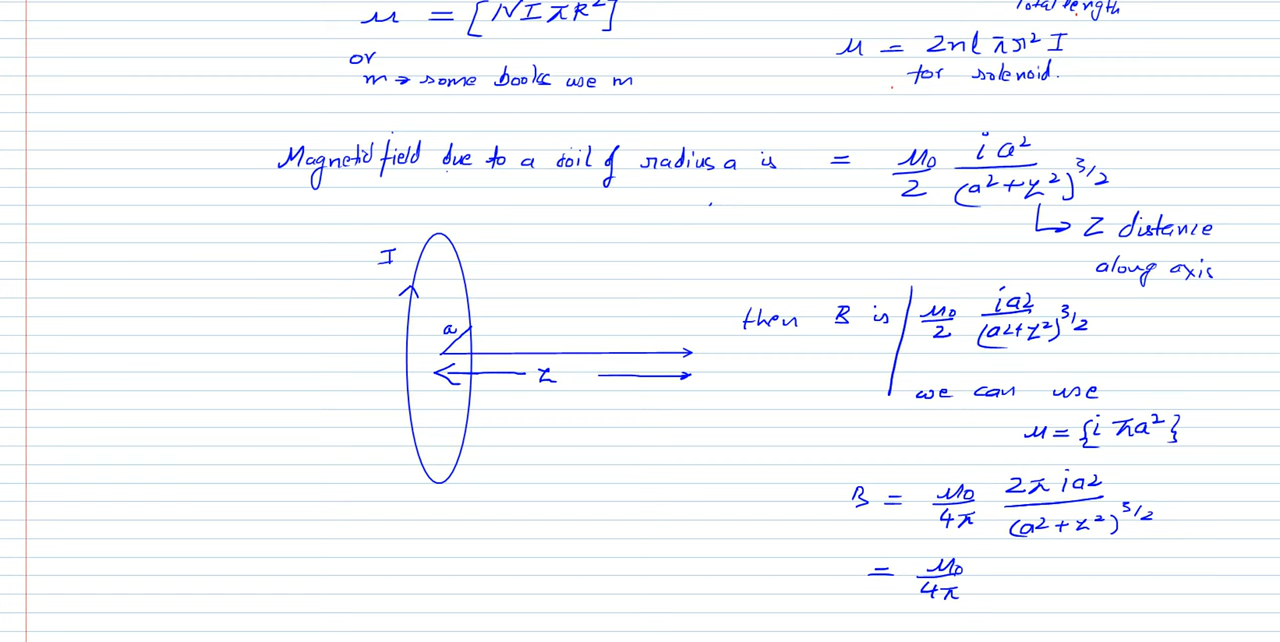 μ = [NIπR²]
Total length
or
m → some books use m
μ = 2nl πr² I
for solenoid.
Magnetic field due to a coil of radius a is = μ₀/2 i a²/(a²+z²)^3/2
↳ Z distance
along axis
I
a
z
then B is | μ₀/2 ia²/(a²+z²)^3/2
we can use
μ = {i πa²}
B = μ₀/4π 2π ia²/(a²+z²)^3/2
= μ₀/4π